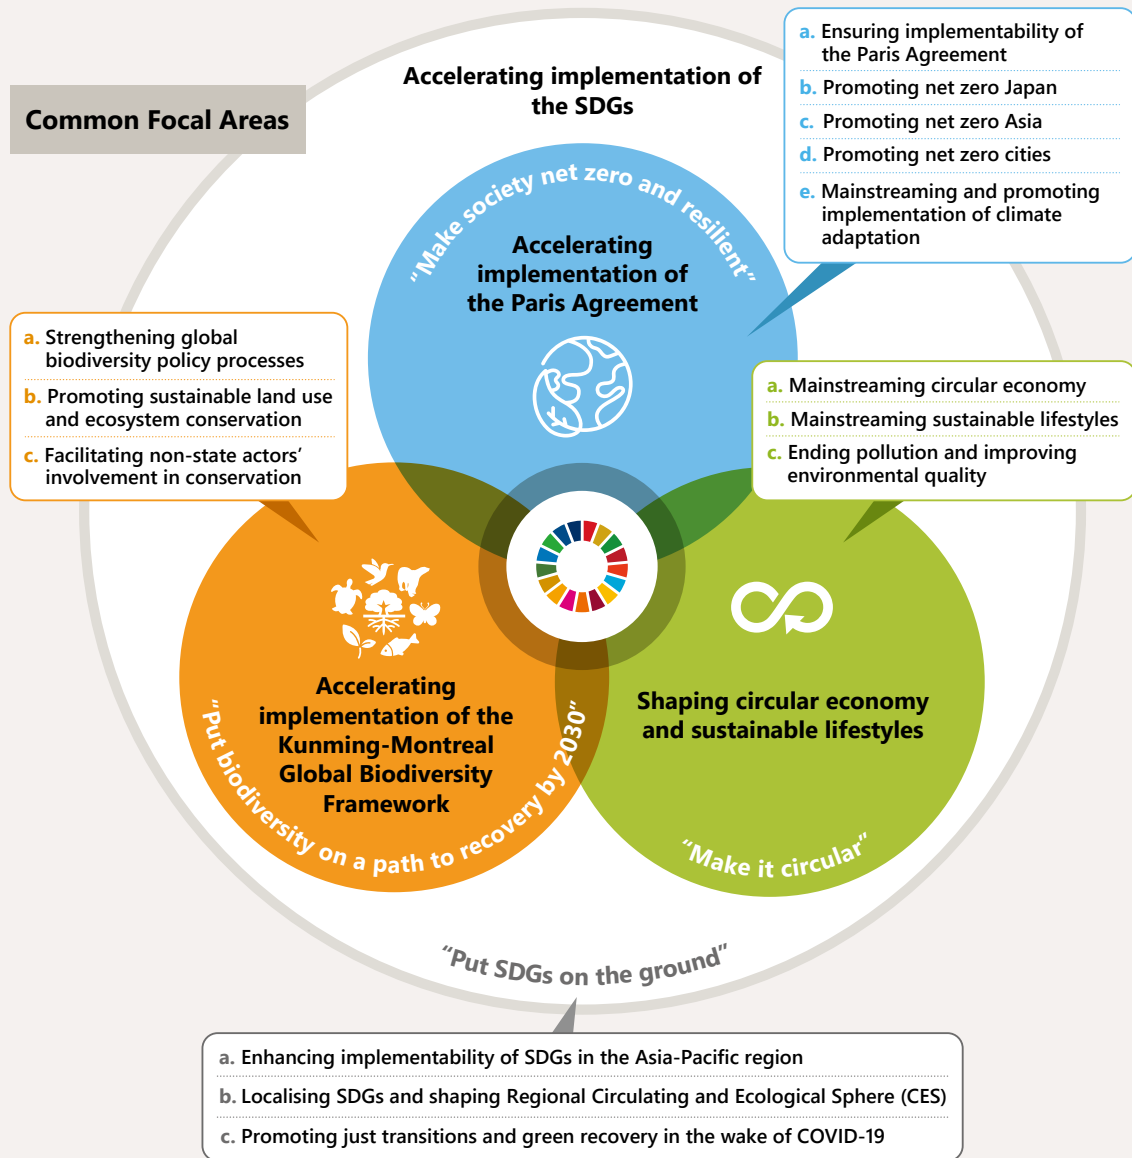 Common Focal Areas
Accelerating implementation of
the SDGs
a. Ensuring implementability of
the Paris Agreement
b. Promoting net zero Japan
c. Promoting net zero Asia
d. Promoting net zero cities
e. Mainstreaming and promoting
implementation of climate
adaptation
“Make society net zero and resilient”
Accelerating
implementation of
the Paris Agreement
a. Strengthening global
biodiversity policy processes
b. Promoting sustainable land use
and ecosystem conservation
c. Facilitating non-state actors’
involvement in conservation
a. Mainstreaming circular economy
b. Mainstreaming sustainable lifestyles
c. Ending pollution and improving
environmental quality
Accelerating
implementation of the
Kunming-Montreal
Global Biodiversity
Framework
“Put biodiversity on a path to recovery by 2030”
Shaping circular economy
and sustainable lifestyles
“Make it circular”
“Put SDGs on the ground”
a. Enhancing implementability of SDGs in the Asia-Pacific region
b. Localising SDGs and shaping Regional Circulating and Ecological Sphere (CES)
c. Promoting just transitions and green recovery in the wake of COVID-19